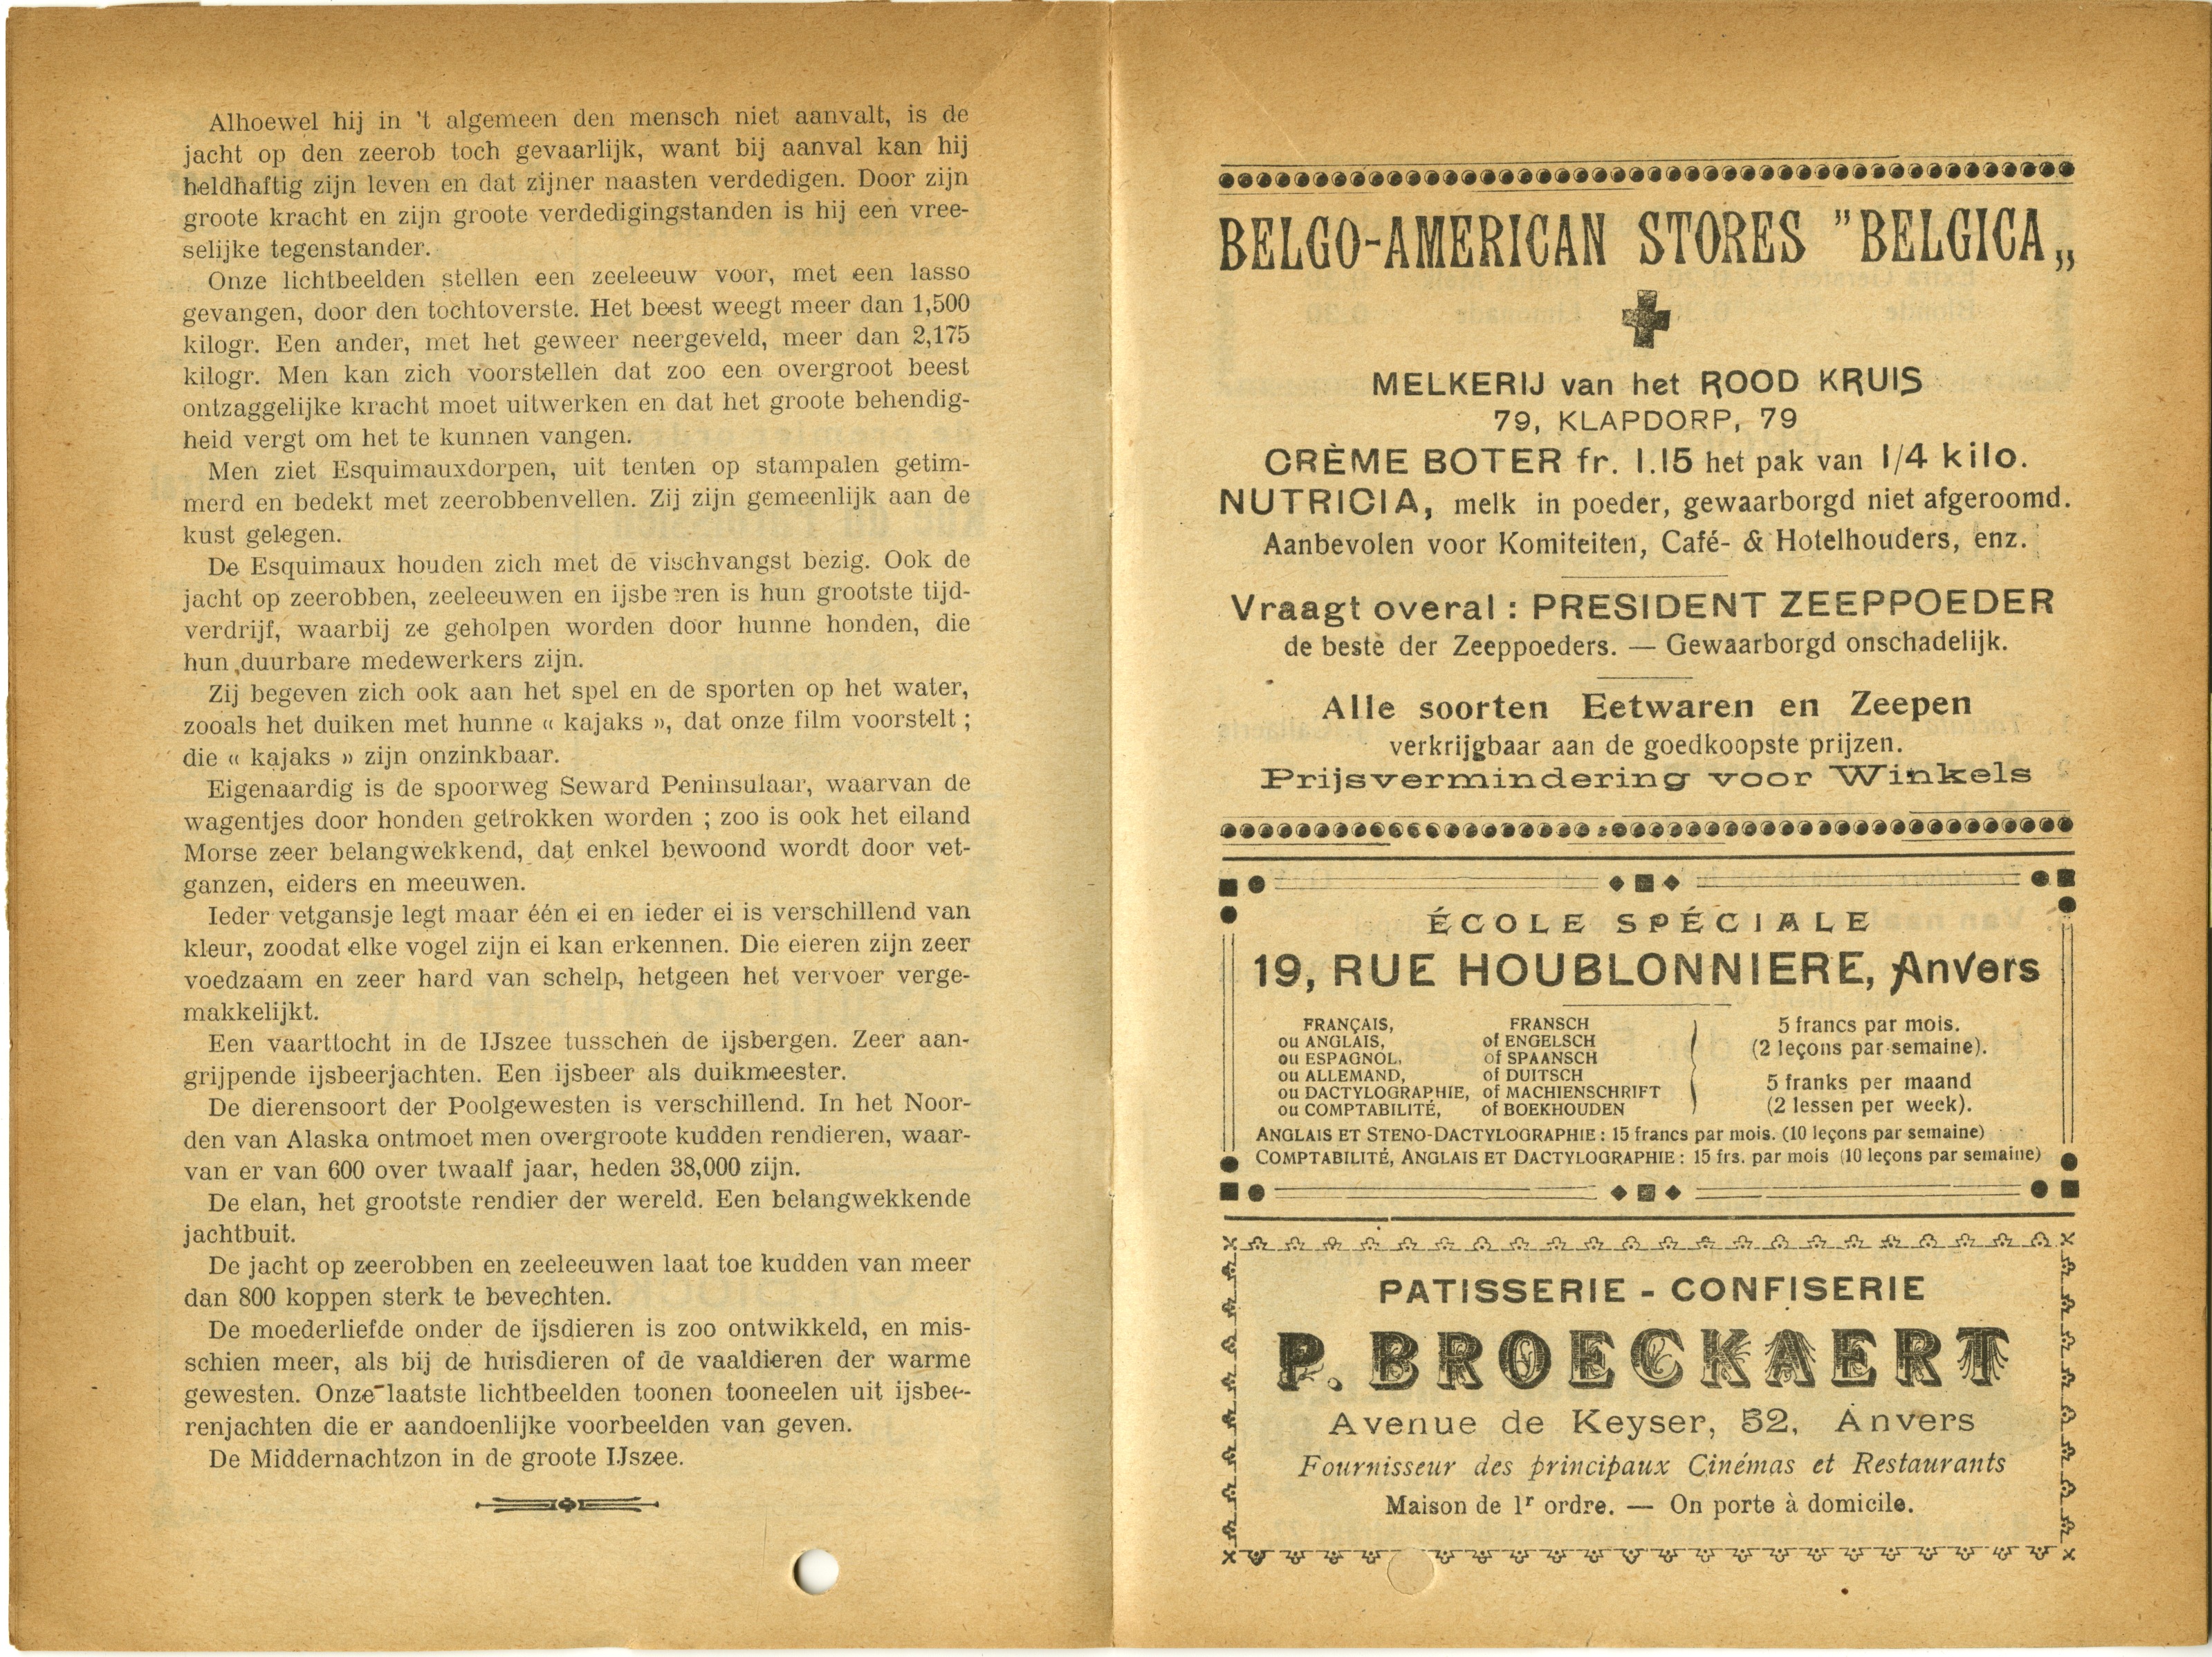 Alhoewel hij in 't algemeen den mensch niet aanvalt, is de
jacht op den zeerob toch gevaarlijk, want bij aanval kan hij
heldhaftig zijn leven en dat zijner naasten verdedigen. Door zijn
groote kracht en zijn groote verdedigingstanden is hij een vree-
selijke tegenstander.
Onze lichtbeelden stellen een zeeleeuw voor, met een lasso
gevangen, door den tochtoverste. Het beest weegt meer dan 1,500
kilogr. Een ander, met het geweer neergeveld, meer dan 2,175
kilogr. Men kan zich voorstellen dat zoo een overgroot beest
ontzaggelijke kracht moet uitwerken en dat het groote behendig-
heid vergt om het te kunnen vangen.
Men ziet Esquimauxdorpen, uit tenten op stampalen getim-
merd en bedekt met zeerobbenvellen. Zij zijn gemeenlijk aan de
kust gelegen.
De Esquimaux houden zich met de vischvangst bezig. Ook de
jacht op zeerobben, zeeleeuwen en ijsberren is hun grootste tijd-
verdrijf, waarbij ze geholpen worden door hunne honden, die
hun duurbare medewerkers zijn.
Zij begeven zich ook aan het spel en de sporten op het water,
zooals het duiken met hunne « kajaks », dat onze film voorstelt ;
die « kajaks » zijn onzinkbaar.
Eigenaardig is de spoorweg Seward Peninsulaar, waarvan de
wagentjes door honden getrokken worden ; zoo is ook het eiland
Morse zeer belangwekkend, dat enkel bewoond wordt door vet-
ganzen, eiders en meeuwen.
Ieder vetgansje legt maar één ei en ieder ei is verschillend van
kleur, zoodat elke vogel zijn ei kan erkennen. Die eieren zijn zeer
voedzaam en zeer hard van schelp, hetgeen het vervoer verge-
makkelijkt.
Een vaarttocht in de IJszee tusschen de ijsbergen. Zeer aan-
grijpende ijsbeerjachten. Een ijsbeer als duikmeester.
De dierensoort der Poolgewesten is verschillend. In het Noor-
den van Alaska ontmoet men overgroote kudden rendieren, waar-
van er van 600 over twaalf jaar, heden 38,000 zijn.
De elan, het grootste rendier der wereld. Een belangwekkende
jachtbuit.
De jacht op zeerobben en zeeleeuwen laat toe kudden van meer
dan 800 koppen sterk te bevechten.
De moederliefde onder de ijsdieren is zoo ontwikkeld, en mis-
schien meer, als bij de huisdieren of de vaaldieren der warme
gewesten. Onze laatste lichtbeelden toonen tooneelen uit ijsbee-
renjachten die er aandoenlijke voorbeelden van geven.
De Middernachtzon in de groote IJszee.
BELGO-AMERICAN STORES "BELGICA„
MELKERIJ van het ROOD KRUIS
79, KLAPDORP, 79
CRÈME BOTER fr. 1.15 het pak van 1/4 kilo.
NUTRICIA, melk in poeder, gewaarborgd niet afgeroomd.
Aanbevolen voor Komiteiten, Café- & Hotelhouders, enz.
Vraagt overal : PRESIDENT ZEEPPOEDER
de beste der Zeeppoeders. — Gewaarborgd onschadelijk.
Alle soorten Eetwaren en Zeepen
verkrijgbaar aan de goedkoopste prijzen.
Prijsvermindering voor Winkels
ÉCOLE SPÉCIALE
19, RUE HOUBLONNIERE, Anvers
FRANÇAIS, FRANSCH
ou ANGLAIS, of ENGELSCH
ou ESPAGNOL, of SPAANSCH
ou ALLEMAND, of DUITSCH
ou DACTYLOGRAPHIE, of MACHIENSCHRIFT
ou COMPTABILITÉ, of BOEKHOUDEN
5 francs par mois.
(2 leçons par semaine).
5 franks per maand
(2 lessen per week).
ANGLAIS ET STENO-DACTYLOGRAPHIE : 15 francs par mois. (10 leçons par semaine)
COMPTABILITÉ, ANGLAIS ET DACTYLOGRAPHIE : 15 frs. par mois (10 leçons par semaine)
PATISSERIE - CONFISERIE
P. BROECKAERT
Avenue de Keyser, 52, Anvers
Fournisseur des principaux Cinémas et Restaurants
Maison de 1r ordre. — On porte à domicile.